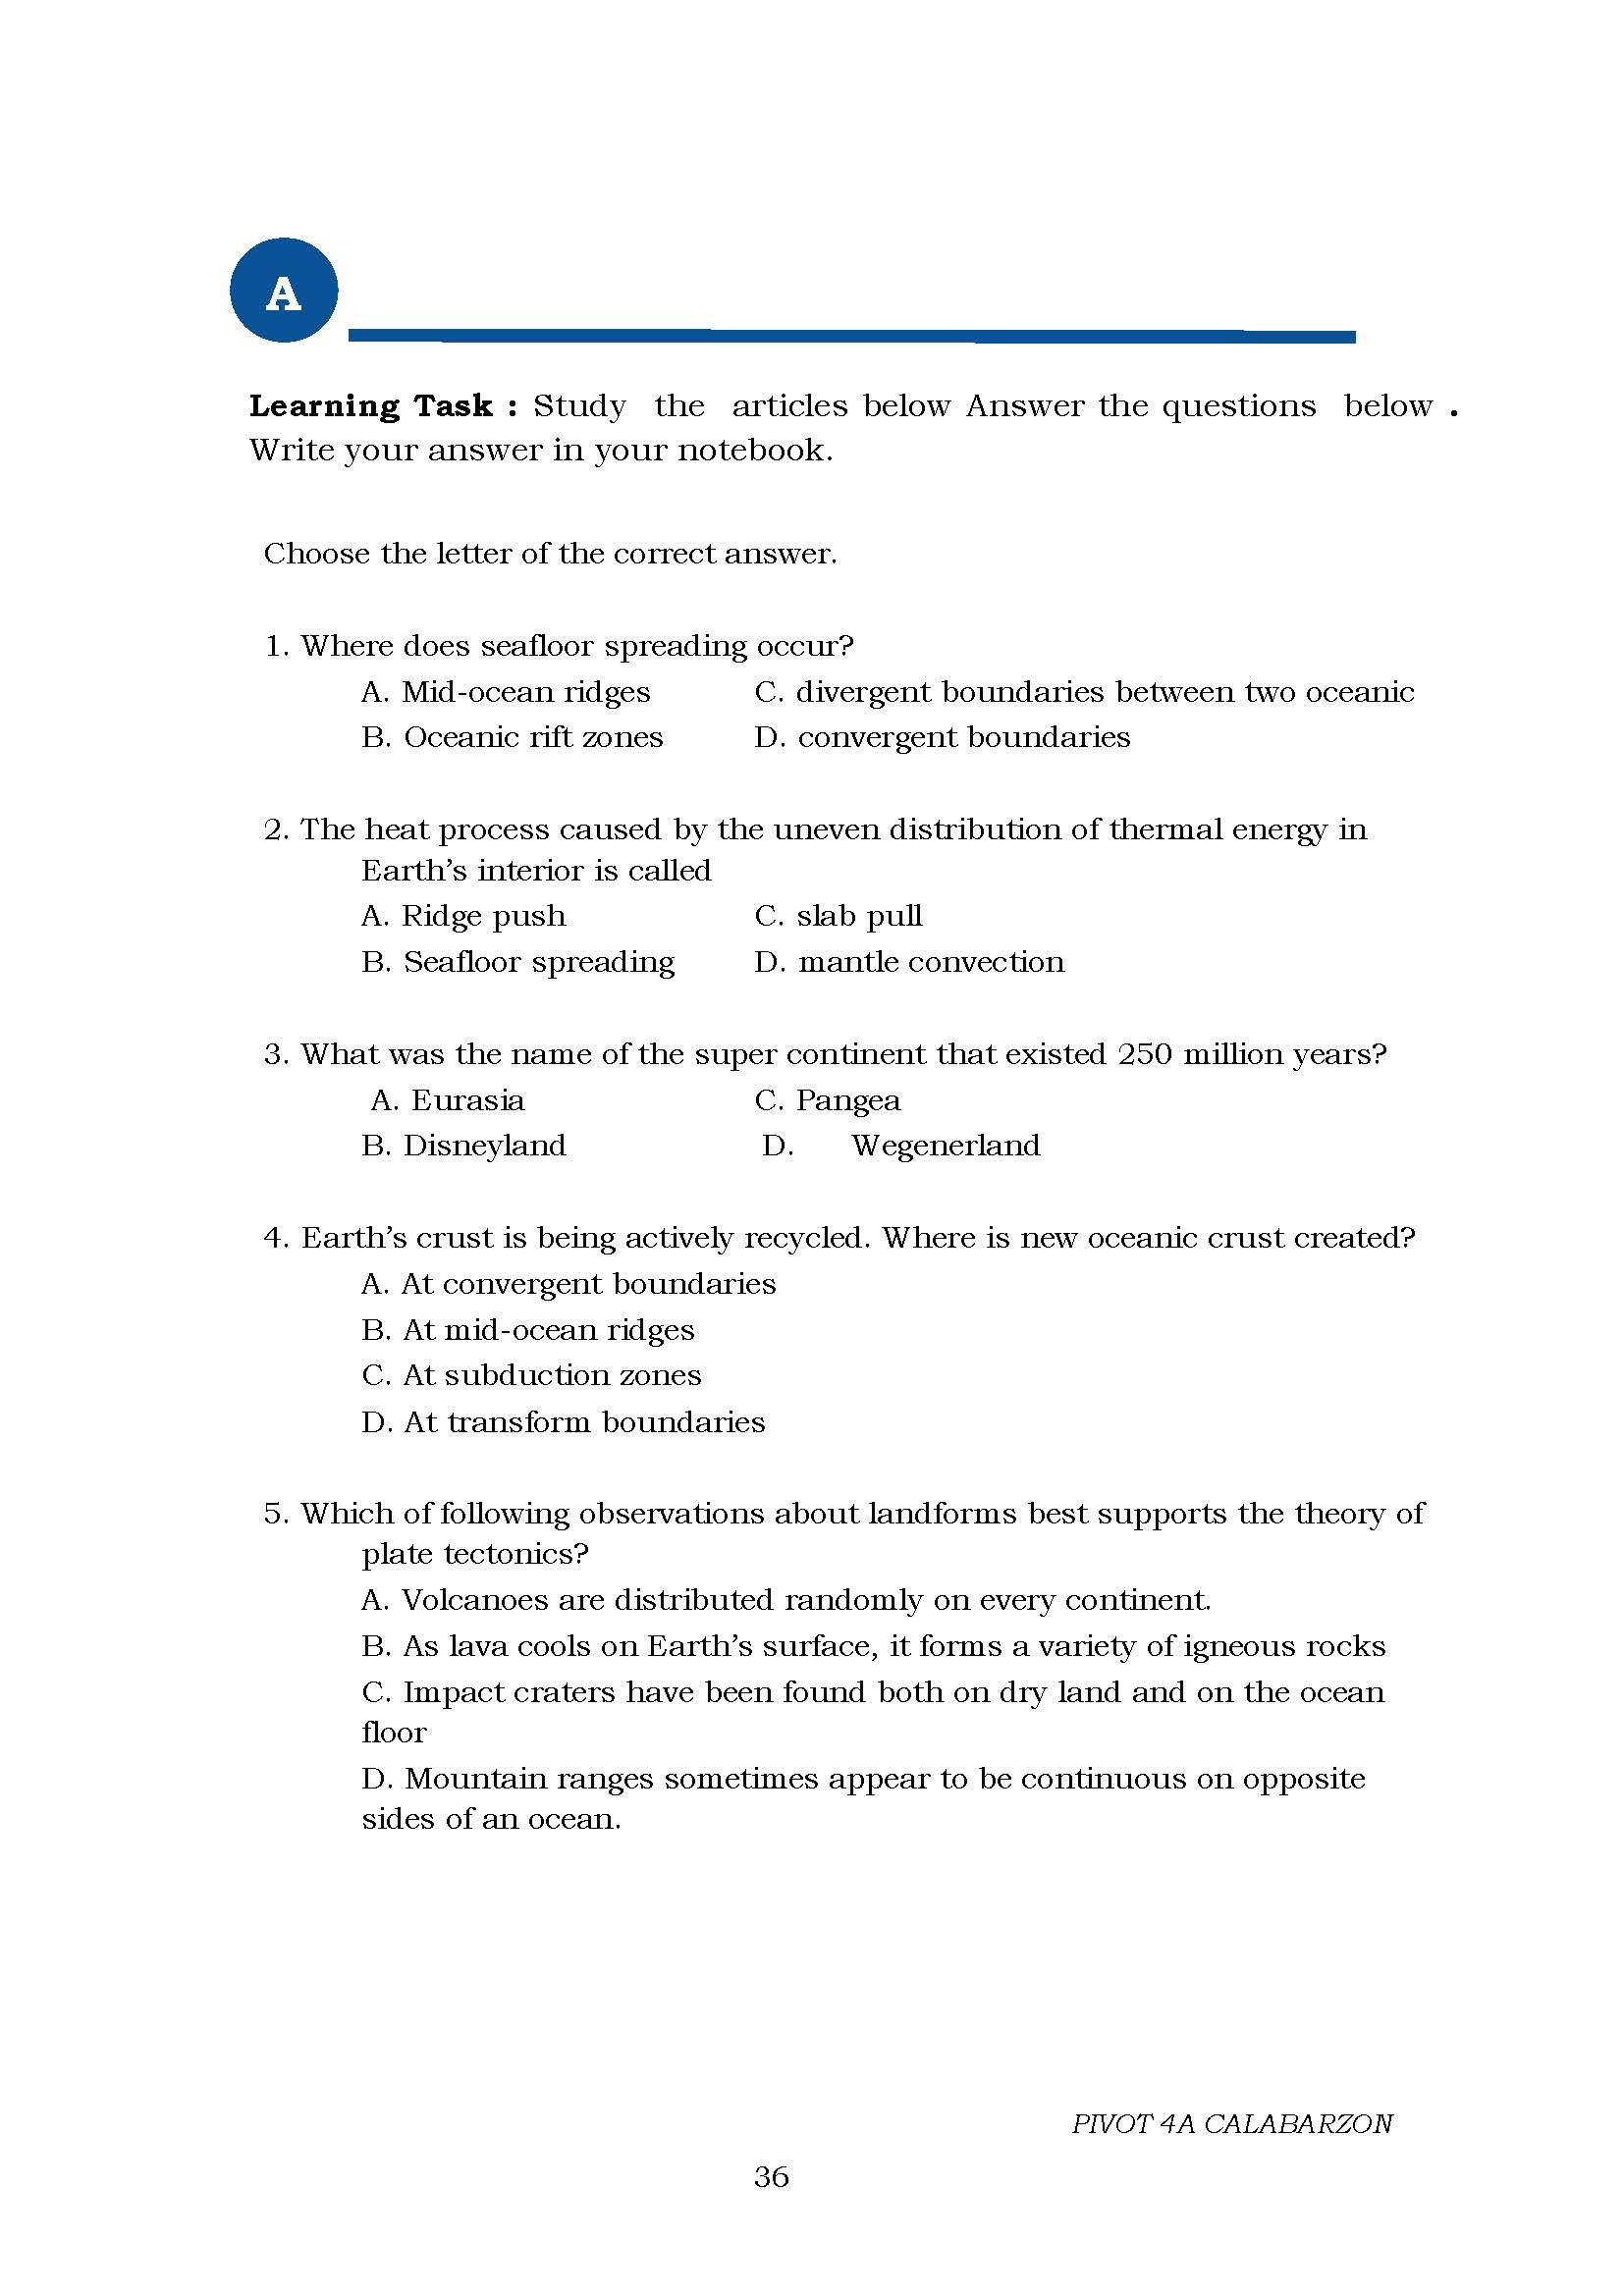 A
Learning Task : Study the articles below Answer the questions below .
Write your answer in your notebook.
Choose the letter of the correct answer.
1. Where does seafloor spreading occur?
A. Mid-ocean ridges C. divergent boundaries between two oceanic
B. Oceanic rift zones D. convergent boundaries
2. The heat process caused by the uneven distribution of thermal energy in
Earth's interior is called
A. Ridge push C. slab pull
B. Seafloor spreading D. mantle convection
3. What was the name of the super continent that existed 250 million years?
A. Eurasia C. Pangea
B. Disneyland D. Wegenerland
4. Earth's crust is being actively recycled. Where is new oceanic crust created?
A. At convergent boundaries
B. At mid-ocean ridges
C. At subduction zones
D. At transform boundaries
5. Which of following observations about landforms best supports the theory of
plate tectonics?
A. Volcanoes are distributed randomly on every continent.
B. As lava cools on Earth's surface, it forms a variety of igneous rocks
C. Impact craters have been found both on dry land and on the ocean
floor
D. Mountain ranges sometimes appear to be continuous on opposite
sides of an ocean.
PIVOT 4A CALABARZON
36